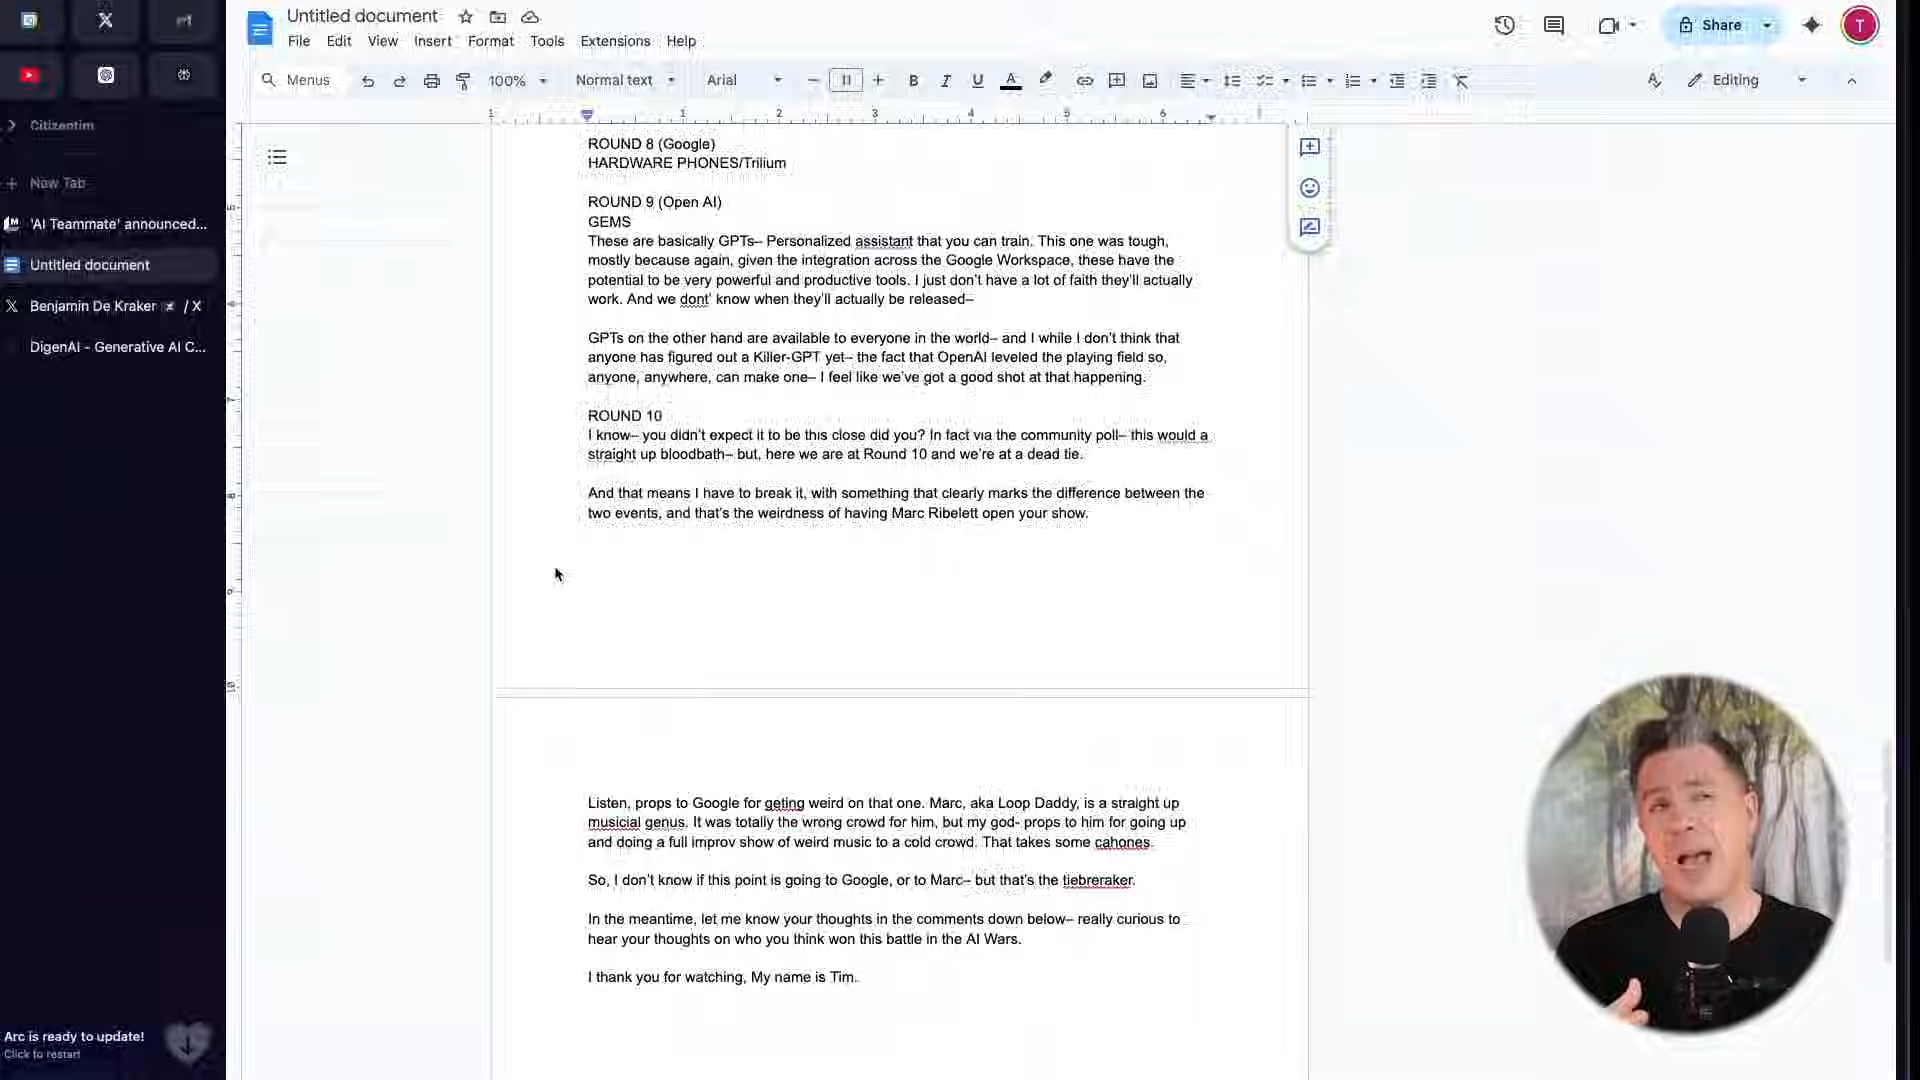 Untitled document
File Edit View Insert Format Tools Extensions Help
Share
T
Menus
100%
Normal text
Arial
11
B I U A
Editing
1 1 2 3 4 5 6 7
Citizentim
New Tab
'AI Teammate' announced...
Untitled document
Benjamin De Kraker / X
DigenAI - Generative AI C...
Arc is ready to update!
Click to restart
ROUND 8 (Google)
HARDWARE PHONES/Trilium
ROUND 9 (Open AI)
GEMS
These are basically GPTs– Personalized assistant that you can train. This one was tough,
mostly because again, given the integration across the Google Workspace, these have the
potential to be very powerful and productive tools. I just don't have a lot of faith they'll actually
work. And we dont' know when they'll actually be released–
GPTs on the other hand are available to everyone in the world– and I while I don't think that
anyone has figured out a Killer-GPT yet– the fact that OpenAI leveled the playing field so,
anyone, anywhere, can make one– I feel like we've got a good shot at that happening.
ROUND 10
I know– you didn't expect it to be this close did you? In fact via the community poll– this would a
straight up bloodbath– but, here we are at Round 10 and we're at a dead tie.
And that means I have to break it, with something that clearly marks the difference between the
two events, and that's the weirdness of having Marc Ribelett open your show.
Listen, props to Google for geting weird on that one. Marc, aka Loop Daddy, is a straight up
musicial genus. It was totally the wrong crowd for him, but my god- props to him for going up
and doing a full improv show of weird music to a cold crowd. That takes some cahones.
So, I don't know if this point is going to Google, or to Marc– but that's the tiebreraker.
In the meantime, let me know your thoughts in the comments down below– really curious to
hear your thoughts on who you think won this battle in the AI Wars.
I thank you for watching, My name is Tim.